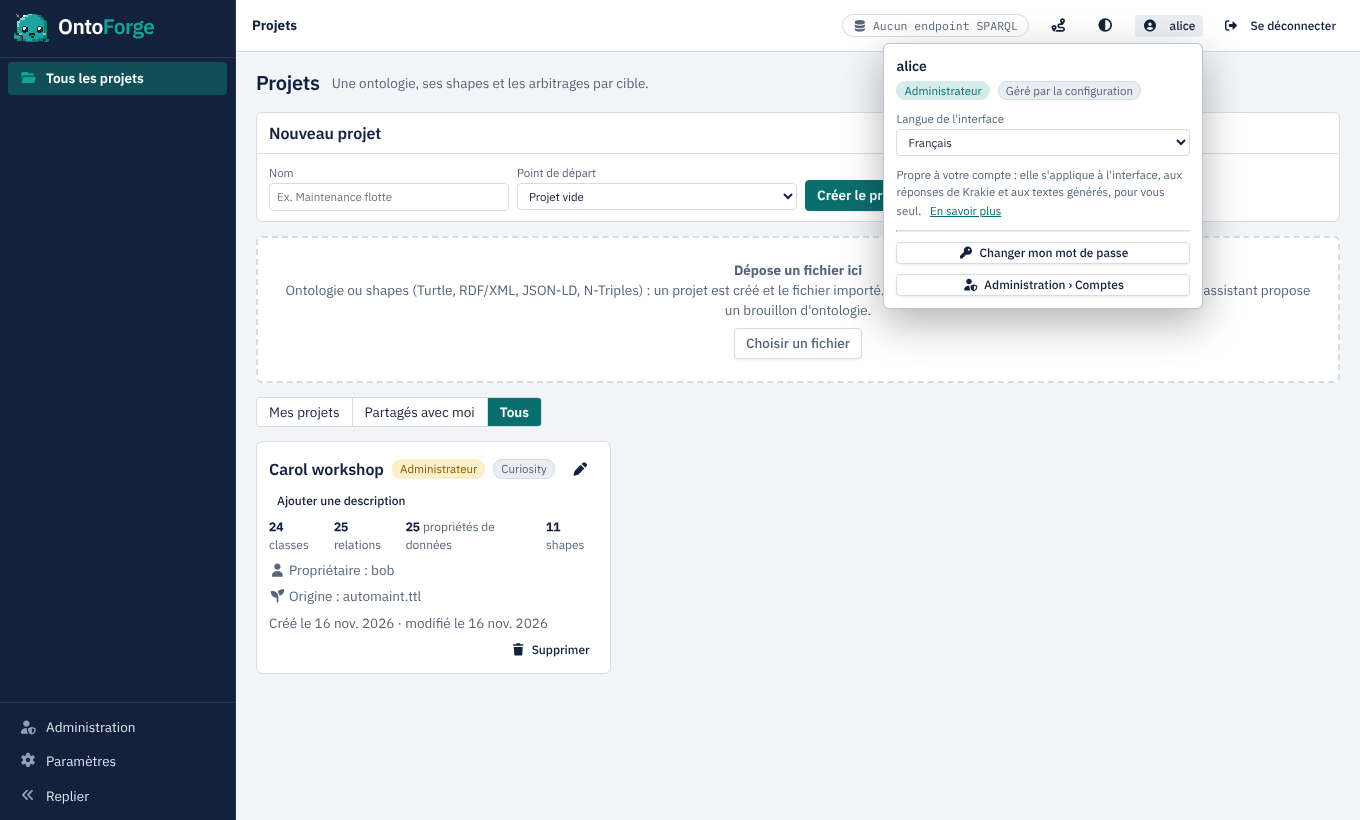 OntoForge
Projets
Aucun endpoint SPARQL
alice
Se déconnecter
Tous les projets
alice
Administrateur
Géré par la configuration
Langue de l'interface
Français
Propre à votre compte : elle s'applique à l'interface, aux
réponses de Krakie et aux textes générés, pour vous
seul. En savoir plus
Changer mon mot de passe
Administration › Comptes
Projets
Une ontologie, ses shapes et les arbitrages par cible.
Nouveau projet
Nom
Point de départ
Ex. Maintenance flotte
Projet vide
Créer le pr
Dépose un fichier ici
Ontologie ou shapes (Turtle, RDF/XML, JSON-LD, N-Triples) : un projet est créé et le fichier importé. assistant propose
un brouillon d'ontologie.
Choisir un fichier
Mes projets
Partagés avec moi
Tous
Carol workshop
Administrateur
Curiosity
Ajouter une description
24 classes
25 relations
25 propriétés de données
11 shapes
Propriétaire : bob
Origine : automaint.ttl
Créé le 16 nov. 2026 · modifié le 16 nov. 2026
Supprimer
Administration
Paramètres
Replier